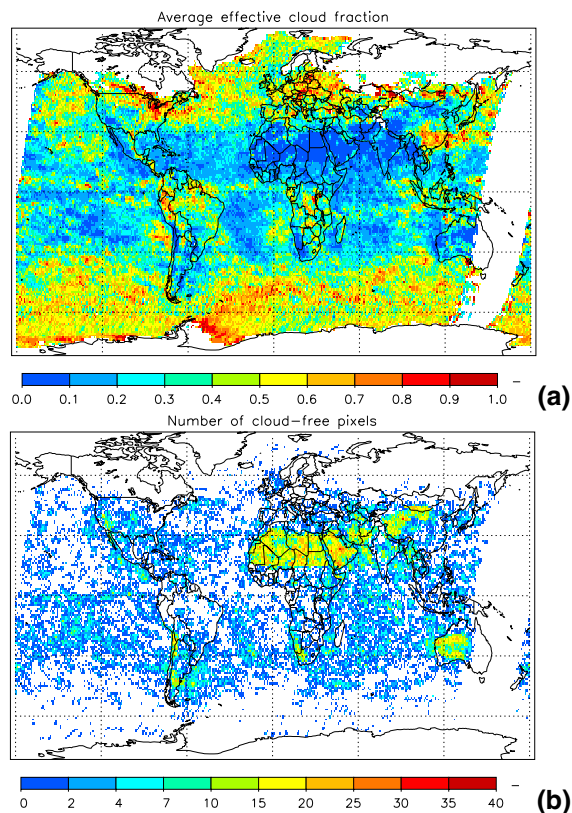 Average effective cloud fraction
0.0 0.1 0.2 0.3 0.4 0.5 0.6 0.7 0.8 0.9 1.0 –
(a)
Number of cloud-free pixels
0 2 4 7 10 15 20 25 30 35 40 –
(b)